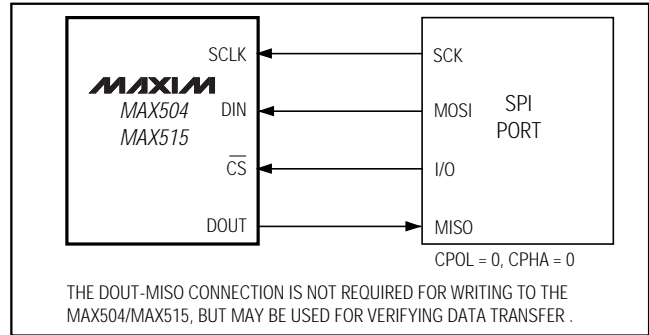 SCLK SCK
MAXIM
MAX504 DIN MOSI SPI
MAX515 PORT
CS I/O
DOUT MISO
CPOL = 0, CPHA = 0
THE DOUT-MISO CONNECTION IS NOT REQUIRED FOR WRITING TO THE
MAX504/MAX515, BUT MAY BE USED FOR VERIFYING DATA TRANSFER .